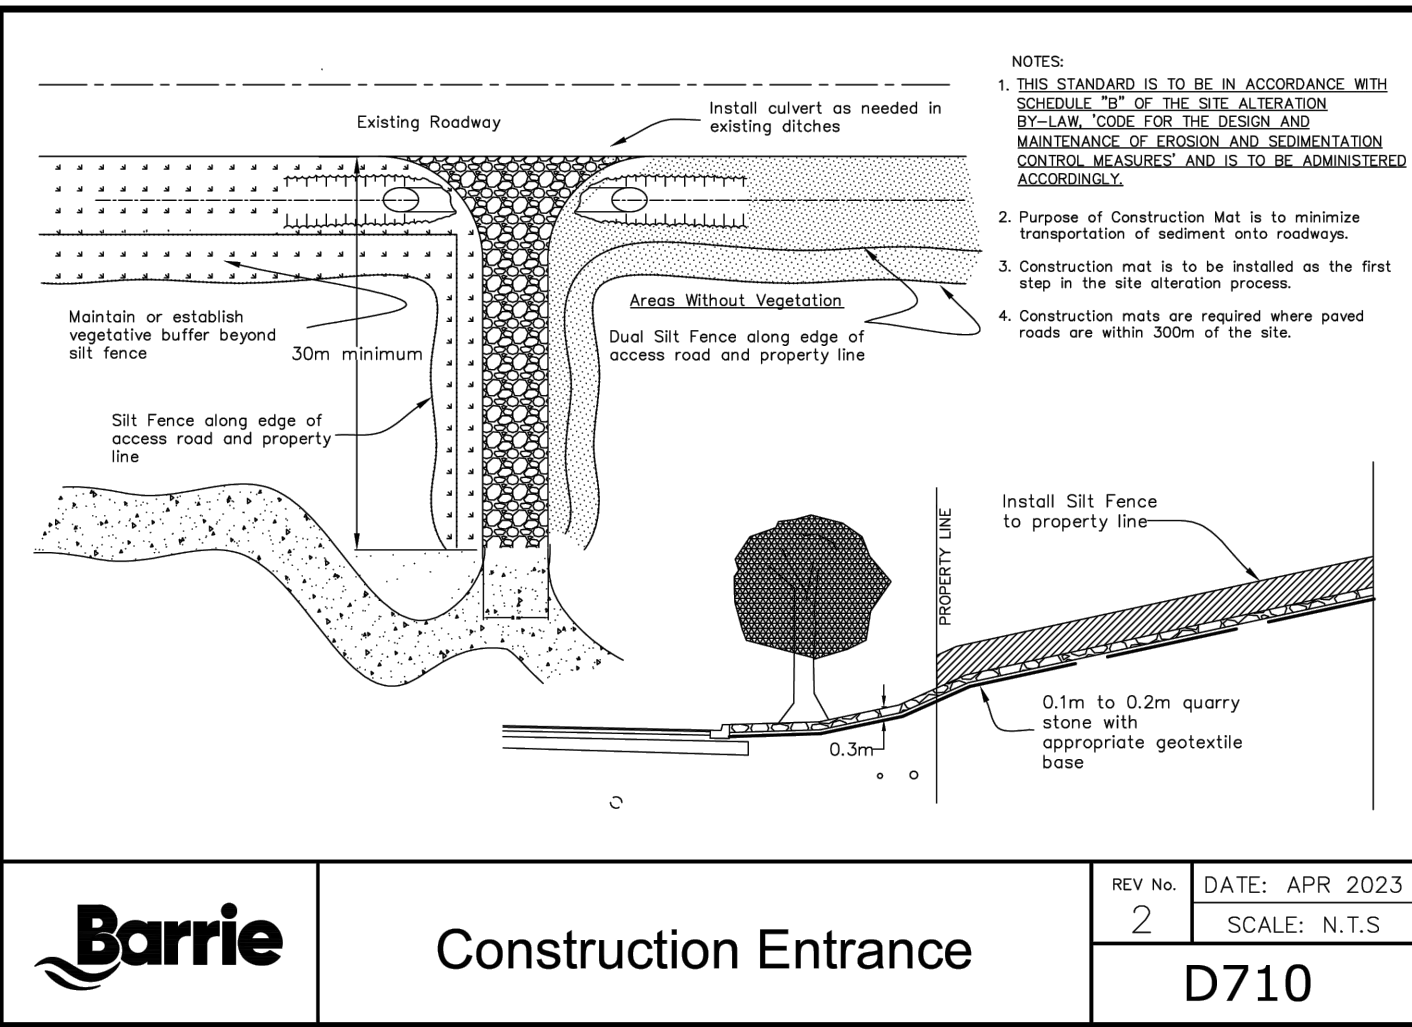 Existing Roadway
Install culvert as needed in
existing ditches
Maintain or establish
vegetative buffer beyond
silt fence
30m minimum
Areas Without Vegetation
Dual Silt Fence along edge of
access road and property line
Silt Fence along edge of
access road and property
line
NOTES:
1. THIS STANDARD IS TO BE IN ACCORDANCE WITH
SCHEDULE "B" OF THE SITE ALTERATION
BY-LAW, 'CODE FOR THE DESIGN AND
MAINTENANCE OF EROSION AND SEDIMENTATION
CONTROL MEASURES' AND IS TO BE ADMINISTERED
ACCORDINGLY.
2. Purpose of Construction Mat is to minimize
transportation of sediment onto roadways.
3. Construction mat is to be installed as the first
step in the site alteration process.
4. Construction mats are required where paved
roads are within 300m of the site.
PROPERTY LINE
Install Silt Fence
to property line
0.3m
0.1m to 0.2m quarry
stone with
appropriate geotextile
base
Barrie
Construction Entrance
REV No.
2
DATE: APR 2023
SCALE: N.T.S
D710